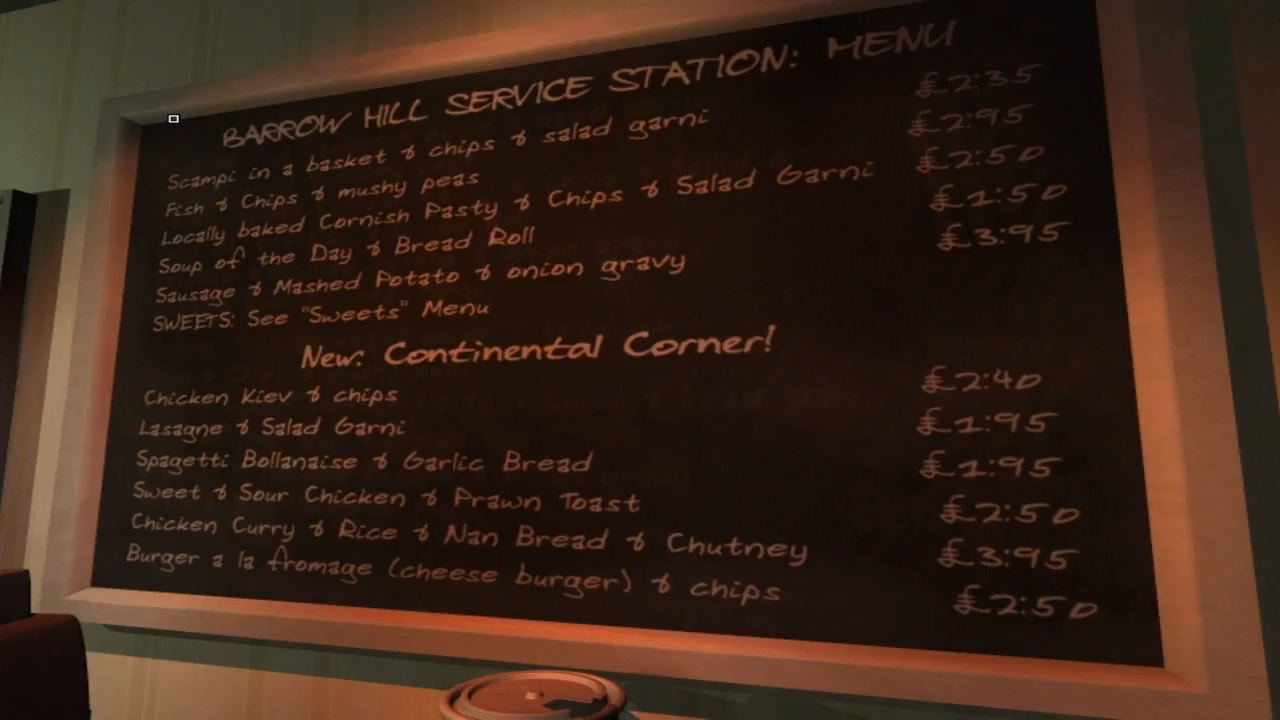 BARROW HILL SERVICE STATION: MENU
Scampi in a basket & chips & salad garni £2:35
Fish & Chips & mushy peas £2:95
Locally baked Cornish Pasty & Chips & Salad Garni £2:50
Soup of the Day & Bread Roll £1:50
Sausage & Mashed Potato & onion gravy £3:95
SWEETS: See "Sweets" Menu
New: Continental Corner!
Chicken Kiev & chips £2:40
Lasagne & Salad Garni £1:95
Spagetti Bollanaise & Garlic Bread £1:95
Sweet & Sour Chicken & Prawn Toast £2:50
Chicken Curry & Rice & Nan Bread & Chutney £3:95
Burger a la fromage (cheese burger) & chips £2:50